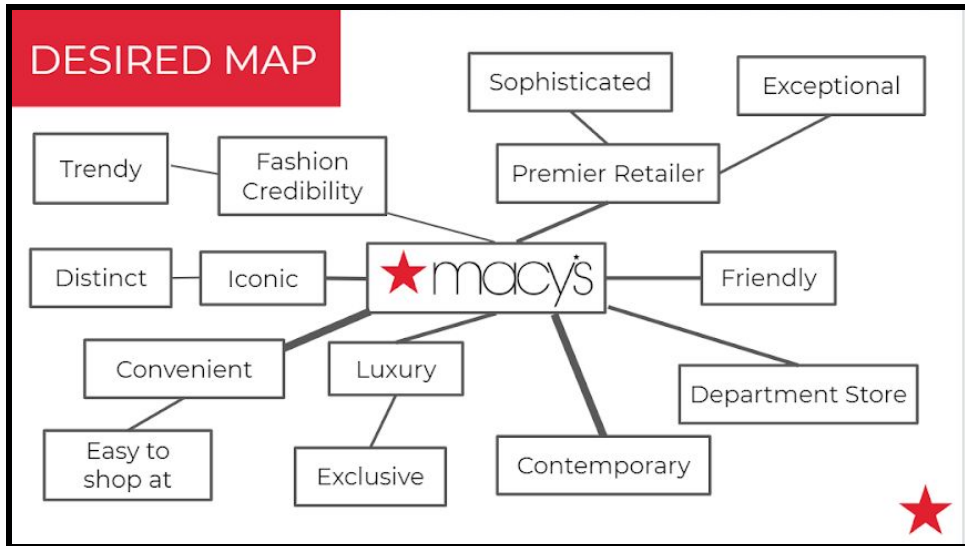 DESIRED MAP
Sophisticated
Exceptional
Trendy
Fashion
Credibility
Premier Retailer
Distinct
Iconic
macy's
Friendly
Convenient
Luxury
Department Store
Easy to
shop at
Exclusive
Contemporary